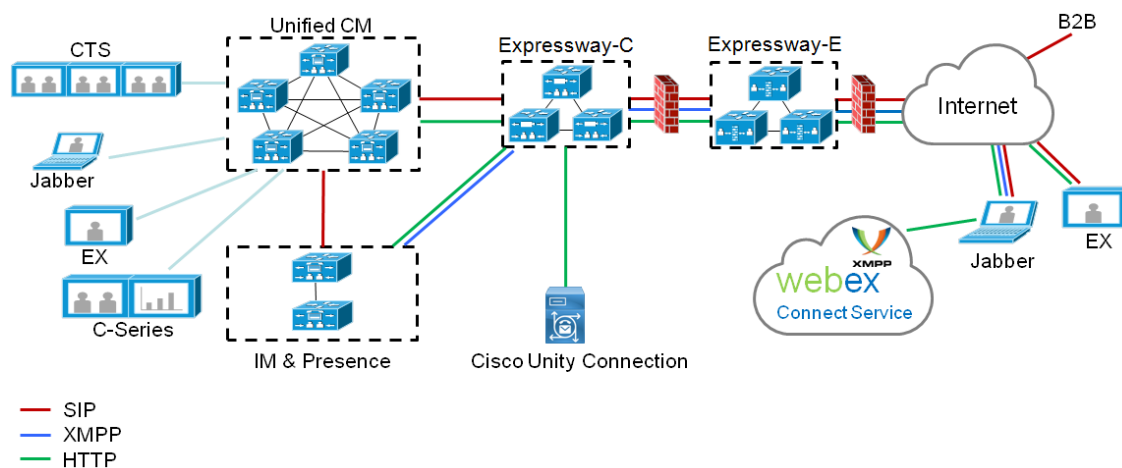 Unified CM
CTS
Expressway-C
Expressway-E
B2B
Internet
Jabber
EX
C-Series
IM & Presence
Cisco Unity Connection
XMPP
webex
Connect Service
Jabber
EX
SIP
XMPP
HTTP